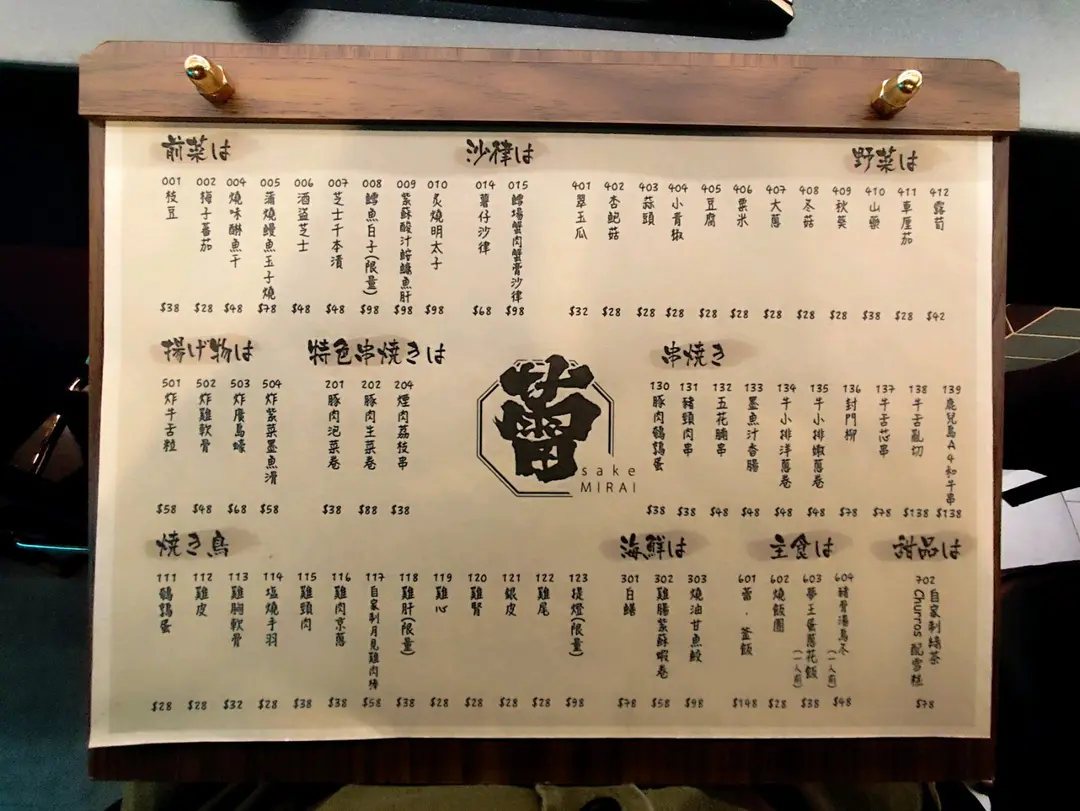 前菜は
001 枝豆 $38
002 梅子蕃茄 $28
004 燒味醂魚干 $48
005 蒲燒鰻魚玉子燒 $78
006 酒盗芝士 $48
007 芝士千本漬 $48
008 鱈魚白子(限量) $98
009 紫蘇酸汁鮟鱇魚肝 $98
010 炙燒明太子 $98
沙律は
014 薯仔沙律 $68
015 鱈場蟹肉蟹膏沙律 $98
野菜は
401 翠玉瓜 $32
402 杏鲍菇 $28
403 蒜頭 $28
404 小青椒 $28
405 豆腐 $28
406 粟米 $28
407 大蔥 $28
408 冬菇 $28
409 秋葵 $28
410 山藥 $38
411 車厘茄 $28
412 露荀 $42
揚げ物は
501 炸牛舌粒 $58
502 炸雞軟骨 $48
503 炸廣島蠔 $68
504 炸紫菜墨魚滑 $58
特色串焼きは
201 豚肉泡菜卷 $38
202 豚肉生菜卷 $88
204 煙肉荔枝串 $38
蕾
sake
MIRAI
串焼き
130 豚肉鵪鶉蛋 $38
131 豬頸肉串 $38
132 五花腩串 $48
133 墨魚汁香腸 $48
134 牛小排洋蔥卷 $48
135 牛小排嫩蔥卷 $48
136 封門柳 $78
137 牛舌芯串 $78
138 牛舌亂切 $138
139 鹿兒島A4和牛串 $138
焼き鳥
111 鵪鶉蛋 $28
112 雞皮 $28
113 雞胸軟骨 $32
114 塩燒手羽 $28
115 雞頸肉 $38
116 雞肉京蔥 $38
117 自家制月見雞肉棒 $58
118 雞肝(限量) $38
119 雞心 $28
120 雞腎 $28
121 銀皮 $28
122 雞尾 $28
123 提燈(限量) $98
海鮮は
301 白鱔 $78
302 雞腸紫蘇蝦卷 $58
303 燒油甘魚鮫 $98
主食は
601 蕾．釜飯 $148
602 燒飯團 $28
603 夢王蛋蔥花飯(一人前) $38
604 豬骨湯烏冬(一人前) $48
甜品は
702 自家制綠茶
Churros 配雪糕 $78